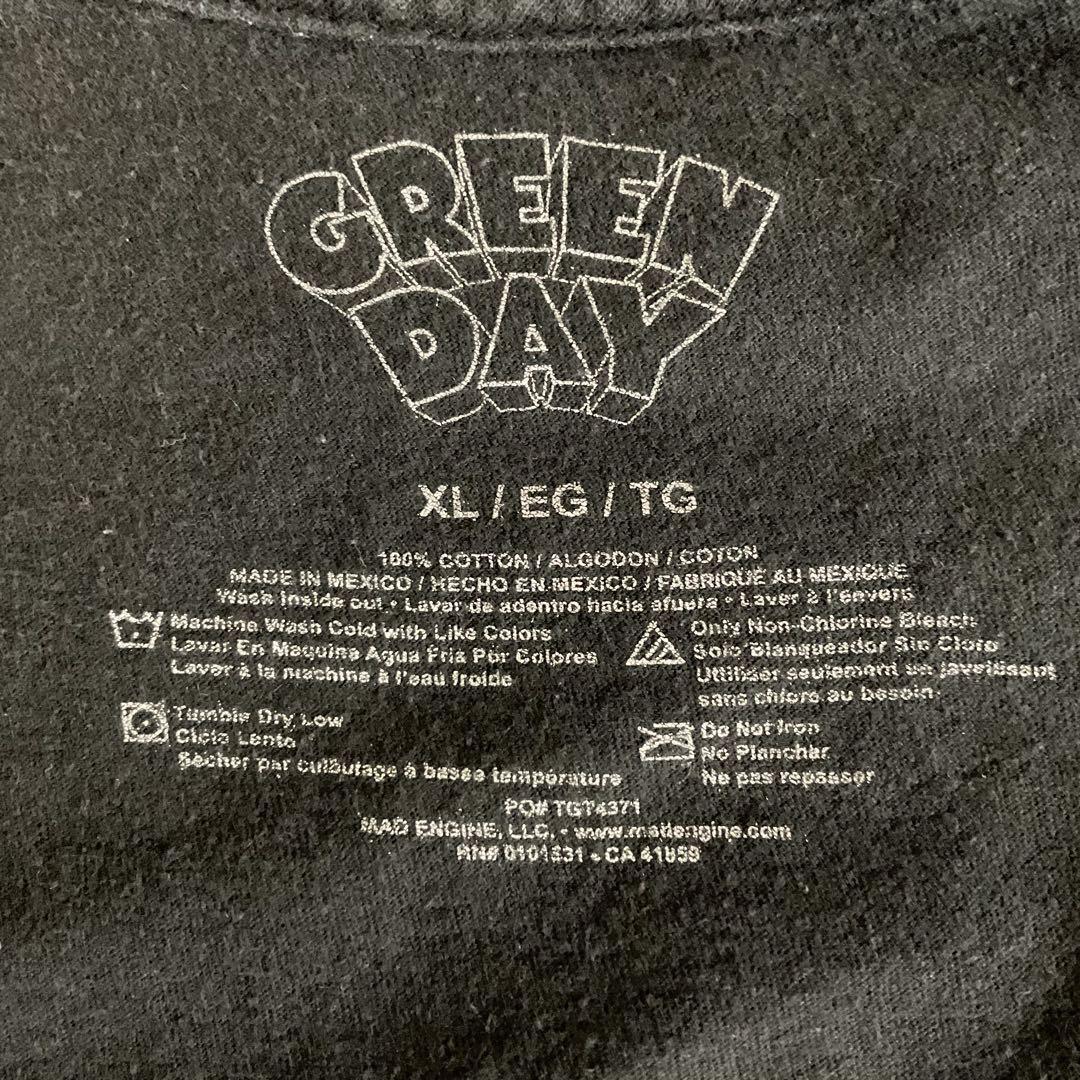 GREEN
DAY
XL / EG / TG
100% COTTON / ALGODON / COTON
MADE IN MEXICO / HECHO EN MEXICO / FABRIQUE AU MEXIQUE
Wash Inside out • Lavar de adentro hacia afuera • Laver à l'envers
Machine Wash Cold with Like Colors
Lavar En Maquina Agua Fria Por Colores
Laver à la machine à l'eau froide
Only Non-Chlorine Bleach
Solo Blanqueador Sin Cloro
Uttiliser seulement un javellisant
sans chlore au besoin.
Tumble Dry Low
Ciclo Lento
Sècher par culbutage à basse température
Do Not Iron
No Planchar
Ne pas repasser
PO# TGT4371
MAD ENGINE, LLC. • www.madengine.com
RN# 0101831 • CA 41958